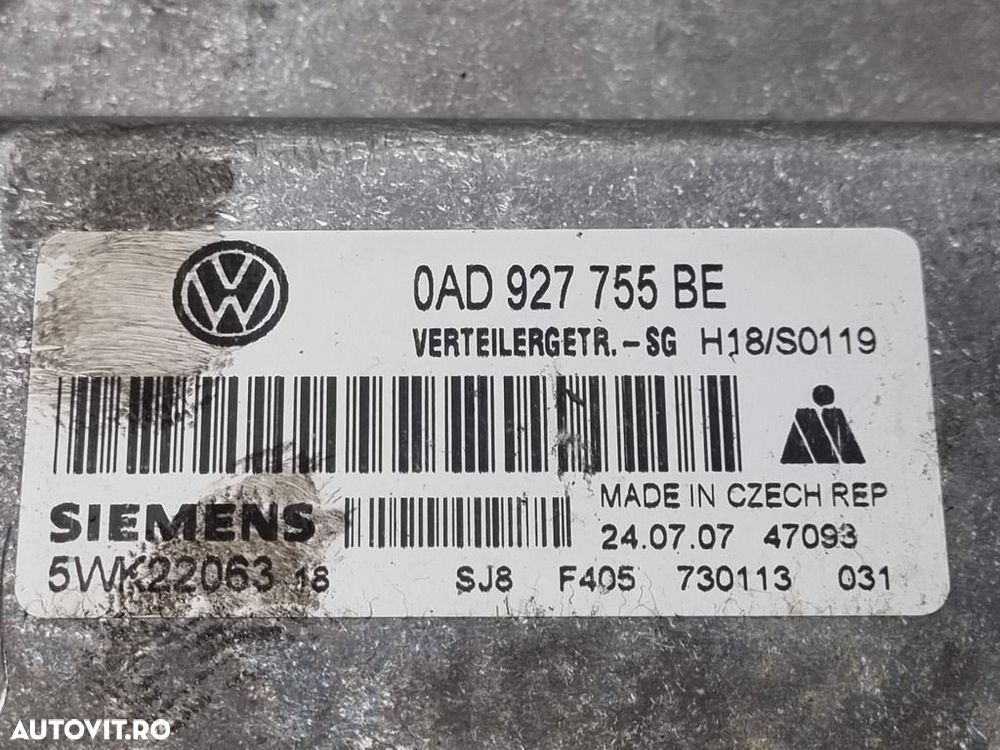 0AD 927 755 BE
VERTEILERGETR.-SG H18/S0119
SIEMENS
MADE IN CZECH REP
24.07.07 47093
5WK22063 18 SJ8 F405 730113 031
AUTOVIT.RO